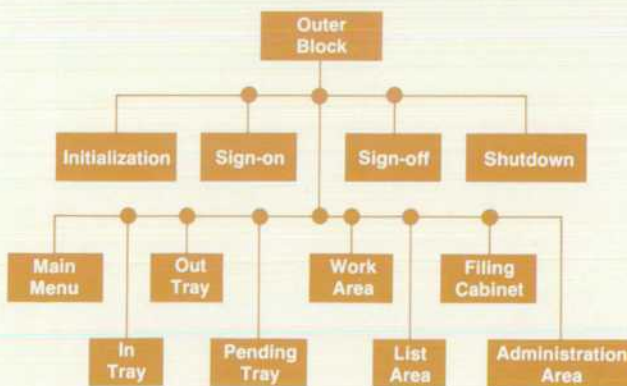 Outer
Block
Initialization
Sign-on
Sign-off
Shutdown
Main
Menu
Out
Tray
Work
Area
Filing
Cabinet
In
Tray
Pending
Tray
List
Area
Administration
Area